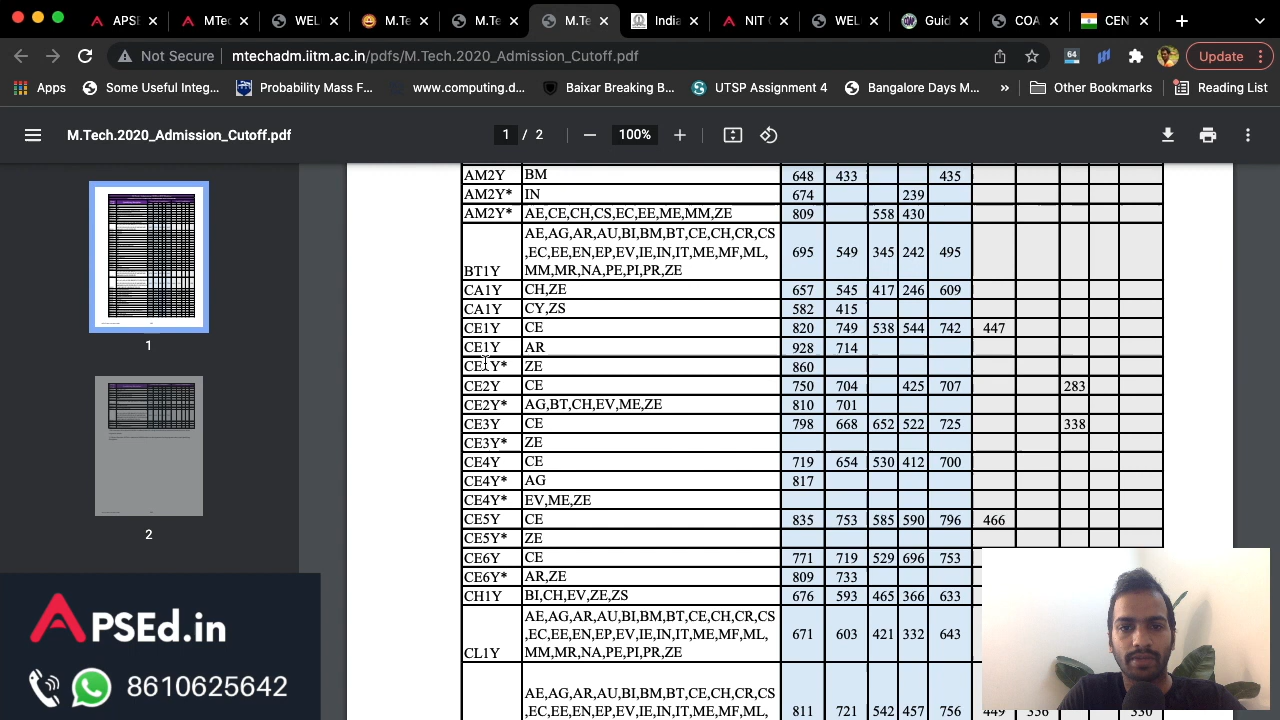 APSE
MTec
WEL
M.Te
M.Te
M.Te
India
NIT C
WELC
Guid
COA
CEN
Not Secure mtechadm.iitm.ac.in/pdfs/M.Tech.2020_Admission_Cutoff.pdf
64
Update
Apps Some Useful Integ... Probability Mass F... www.computing.d... Baixar Breaking B... UTSP Assignment 4 Bangalore Days M... » Other Bookmarks Reading List
M.Tech.2020_Admission_Cutoff.pdf 1 / 2 100%
AM2Y BM 648 433 435
AM2Y* IN 674 239
AM2Y* AE,CE,CH,CS,EC,EE,ME,MM,ZE 809 558 430
AE,AG,AR,AU,BI,BM,BT,CE,CH,CR,CS
,EC,EE,EN,EP,EV,IE,IN,IT,ME,MF,ML, 695 549 345 242 495
BT1Y MM,MR,NA,PE,PI,PR,ZE
CA1Y CH,ZE 657 545 417 246 609
CA1Y CY,ZS 582 415
CE1Y CE 820 749 538 544 742 447
CE1Y AR 928 714
CE1Y* ZE 860
CE2Y CE 750 704 425 707 283
CE2Y* AG,BT,CH,EV,ME,ZE 810 701
CE3Y CE 798 668 652 522 725 338
CE3Y* ZE
CE4Y CE 719 654 530 412 700
CE4Y* AG 817
CE4Y* EV,ME,ZE
CE5Y CE 835 753 585 590 796 466
CE5Y* ZE
CE6Y CE 771 719 529 696 753
CE6Y* AR,ZE 809 733
CH1Y BI,CH,EV,ZE,ZS 676 593 465 366 633
AE,AG,AR,AU,BI,BM,BT,CE,CH,CR,CS
,EC,EE,EN,EP,EV,IE,IN,IT,ME,MF,ML, 671 603 421 332 643
CL1Y MM,MR,NA,PE,PI,PR,ZE
AE,AG,AR,AU,BI,BM,BT,CE,CH,CR,CS
,EC,EE,EN,EP,EV,IE,IN,IT,ME,MF,ML, 811 721 542 457 756 449 336 330
1
2
APSEd.in
8610625642